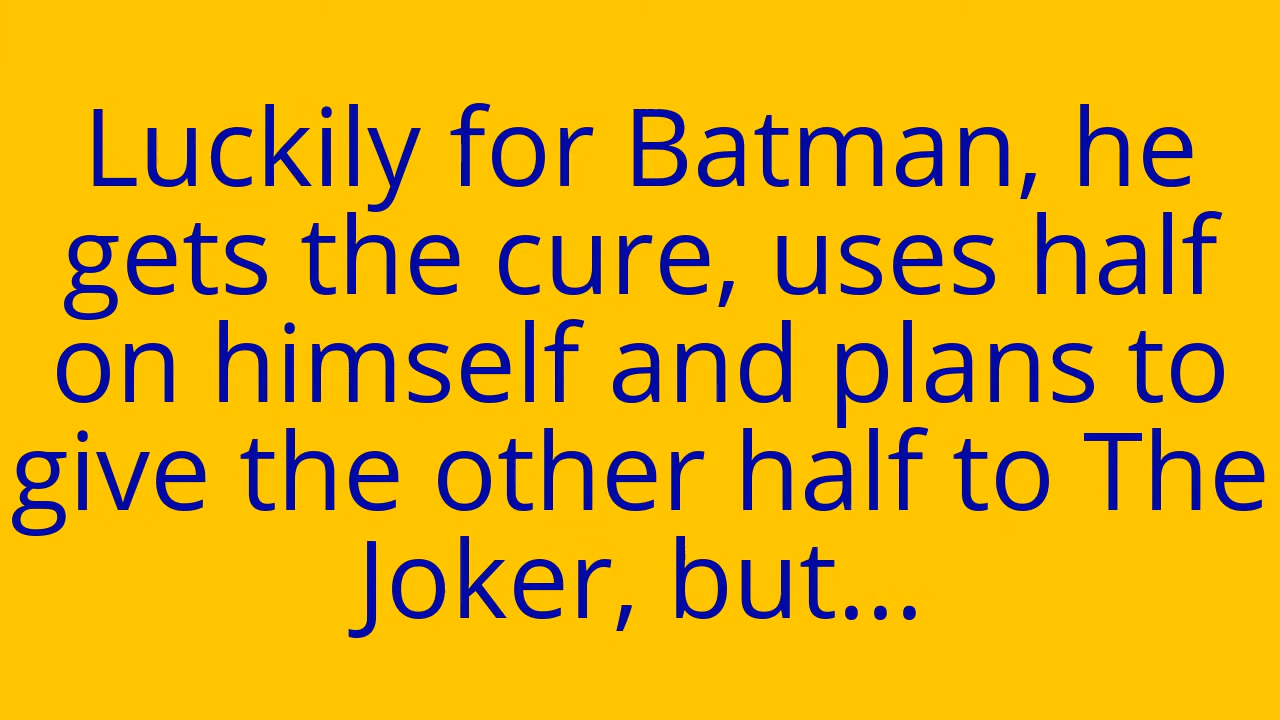 Luckily for Batman, he
gets the cure, uses half
on himself and plans to
give the other half to The
Joker, but...